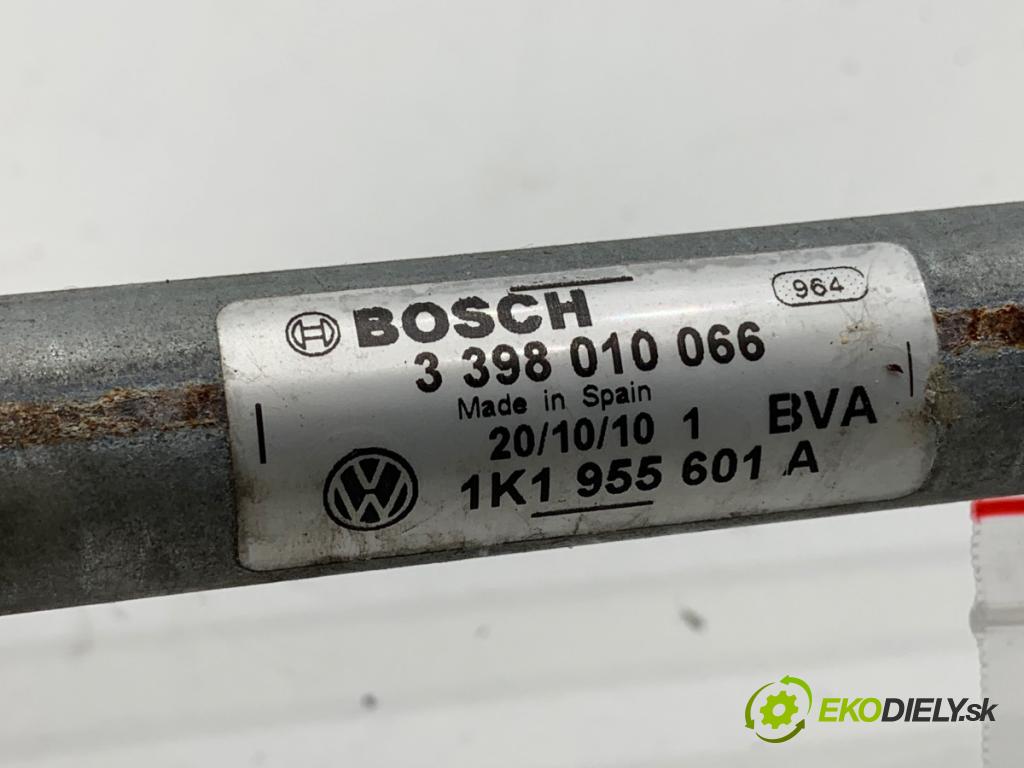 BOSCH
964
3 398 010 066
Made in Spain
20/10/10 1 BVA
1K1 955 601 A
EKODIELY.sk